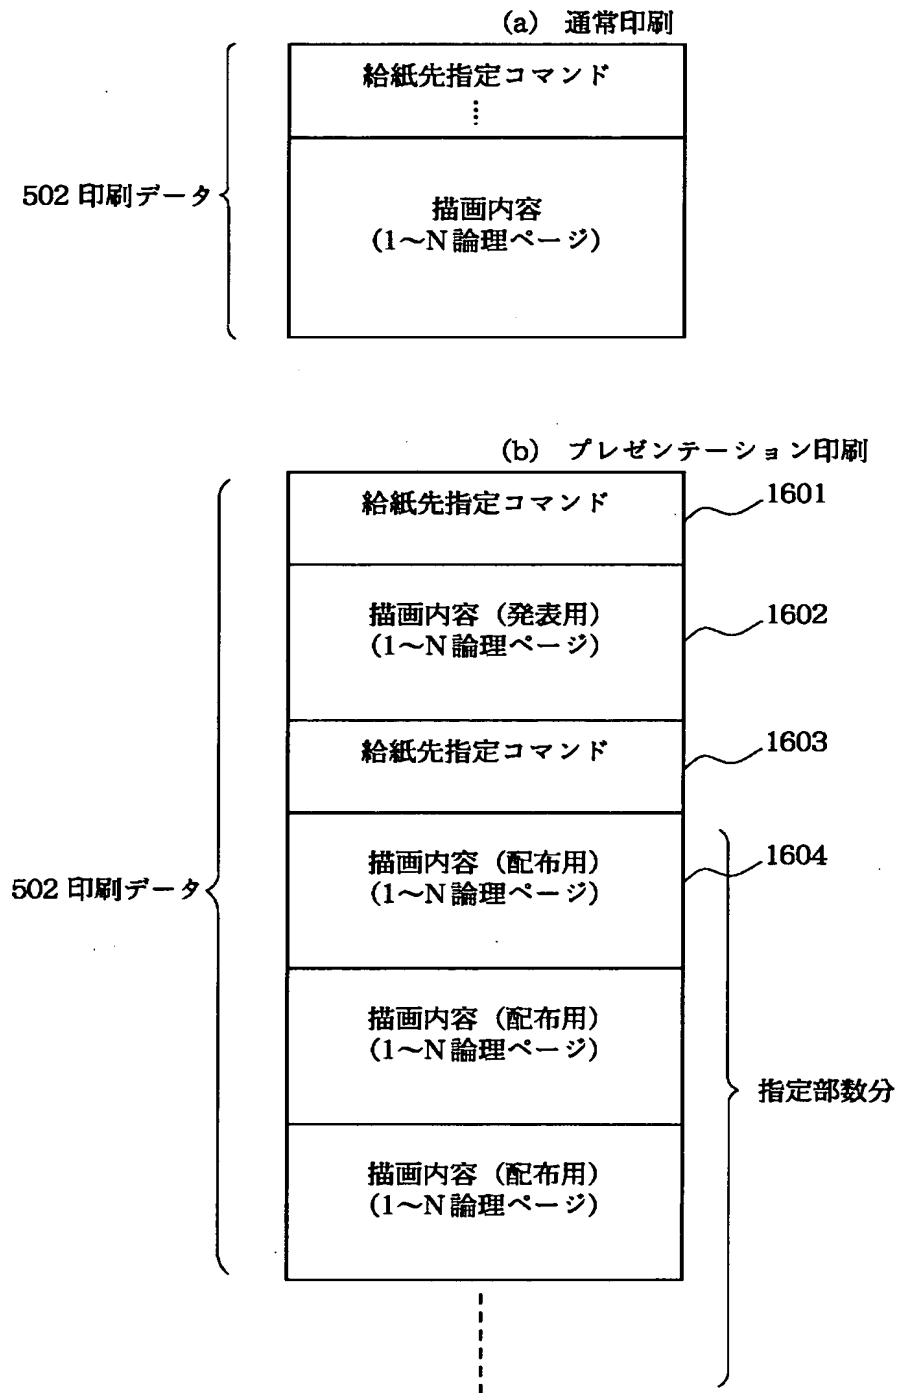 (a) 通常印刷
給紙先指定コマンド
502 印刷データ
描画内容
(1〜N論理ページ)
(b) プレゼンテーション印刷
給紙先指定コマンド
1601
描画内容 (発表用)
(1〜N論理ページ)
1602
給紙先指定コマンド
1603
描画内容 (配布用)
(1〜N論理ページ)
1604
502 印刷データ
描画内容 (配布用)
(1〜N論理ページ)
指定部数分
描画内容 (配布用)
(1〜N論理ページ)